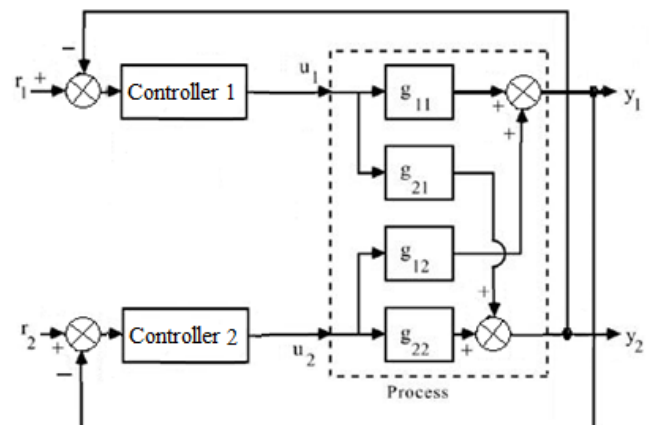 −
r₁ +
Controller 1
u₁
g₁₁
+
+
y₁
g₂₁
g₁₂
+
r₂
+
−
Controller 2
u₂
g₂₂
+
y₂
Process